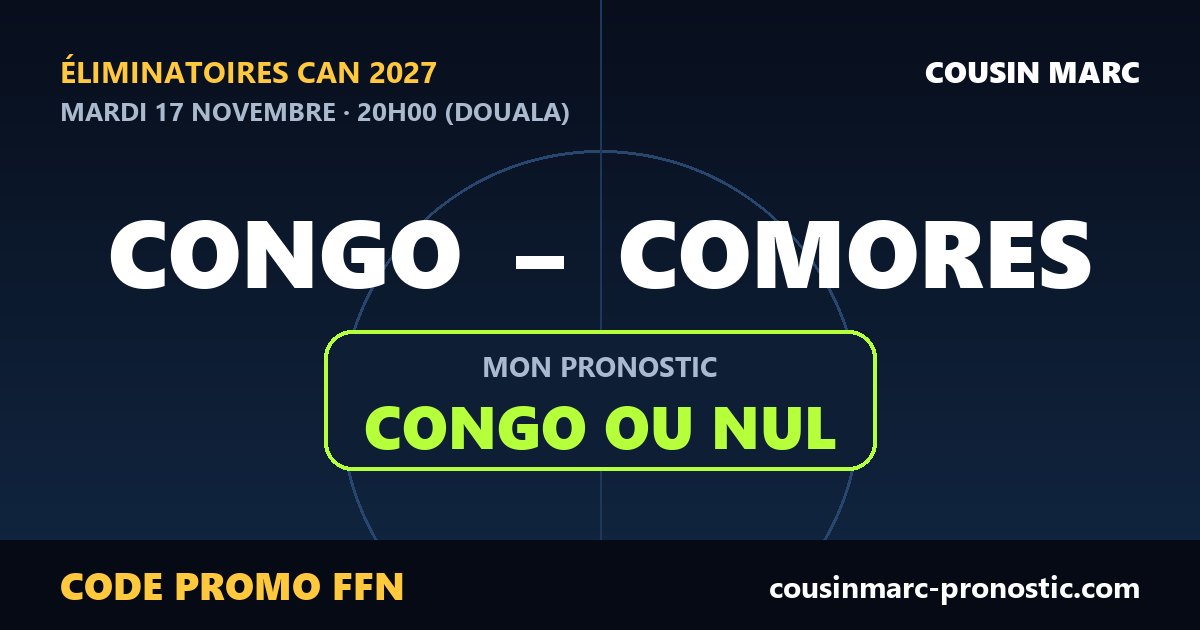 ÉLIMINATOIRES CAN 2027
COUSIN MARC
MARDI 17 NOVEMBRE · 20H00 (DOUALA)
CONGO – COMORES
MON PRONOSTIC
CONGO OU NUL
CODE PROMO FFN
cousinmarc-pronostic.com